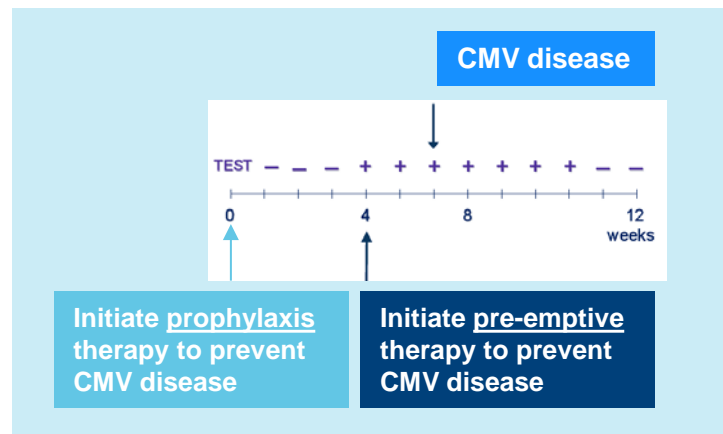 CMV disease
TEST – – – + + + + + + + – –
0 4 8 12
weeks
Initiate prophylaxis
therapy to prevent
CMV disease
Initiate pre-emptive
therapy to prevent
CMV disease